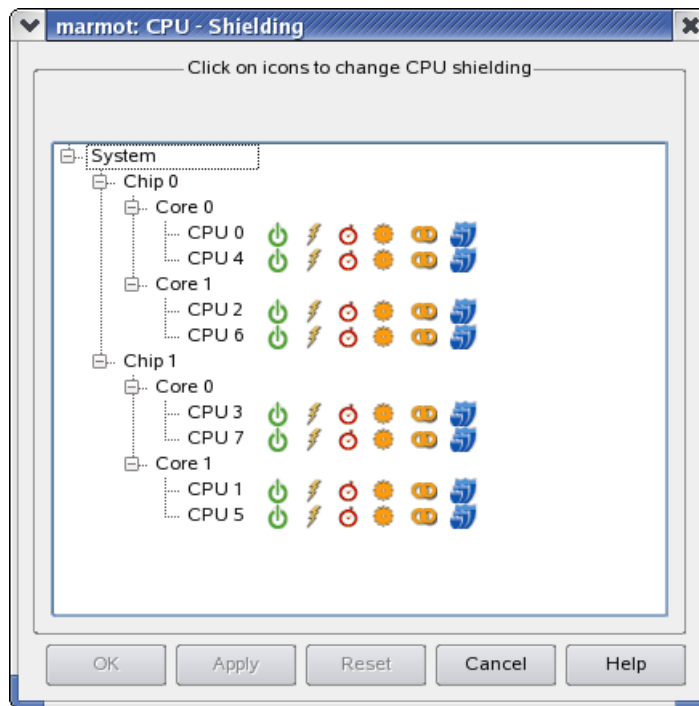 marmot: CPU - Shielding
Click on icons to change CPU shielding
System
Chip 0
Core 0
CPU 0
CPU 4
Core 1
CPU 2
CPU 6
Chip 1
Core 0
CPU 3
CPU 7
Core 1
CPU 1
CPU 5
OK Apply Reset Cancel Help